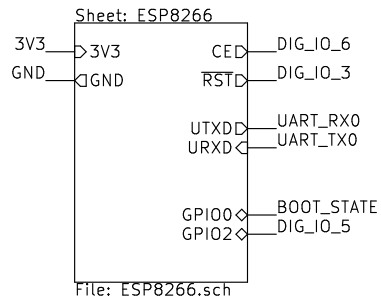 Sheet: ESP8266
3V3 3V3 CE DIG_IO_6
GND GND RST DIG_IO_3
UTXD UART_RX0
URXD UART_TX0
GPIO0 BOOT_STATE
GPIO2 DIG_IO_5
File: ESP8266.sch